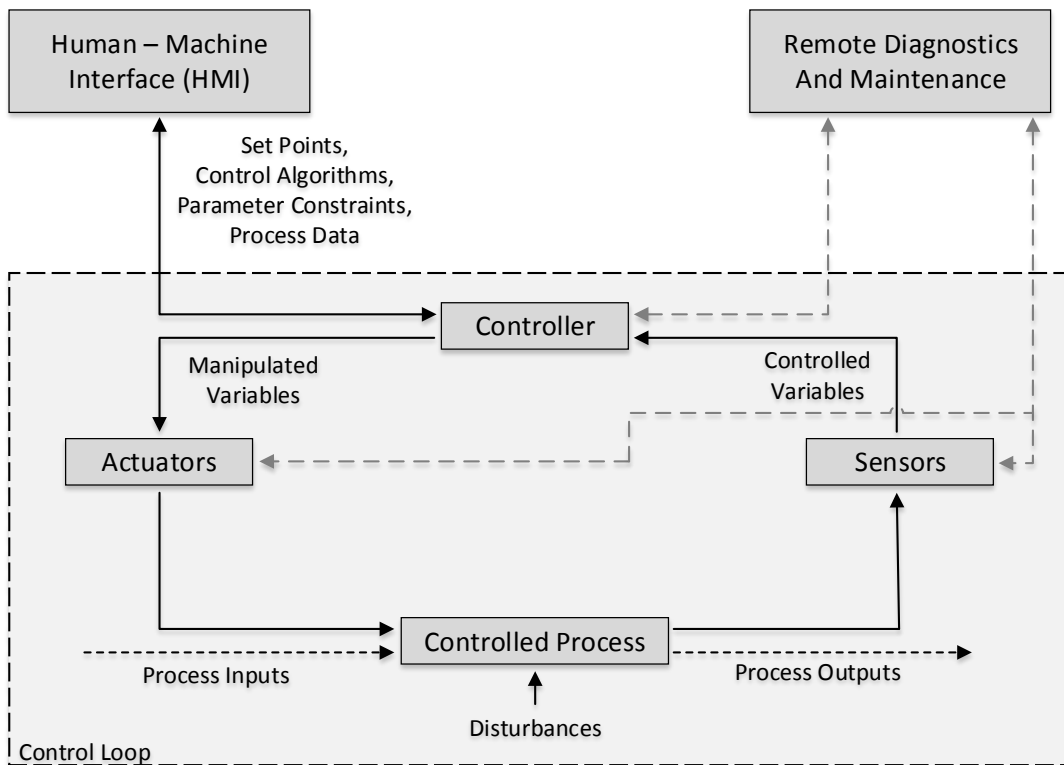 Human – Machine
Interface (HMI)
Remote Diagnostics
And Maintenance
Set Points,
Control Algorithms,
Parameter Constraints,
Process Data
Controller
Manipulated
Variables
Controlled
Variables
Actuators
Sensors
Controlled Process
Process Inputs
Process Outputs
Disturbances
Control Loop